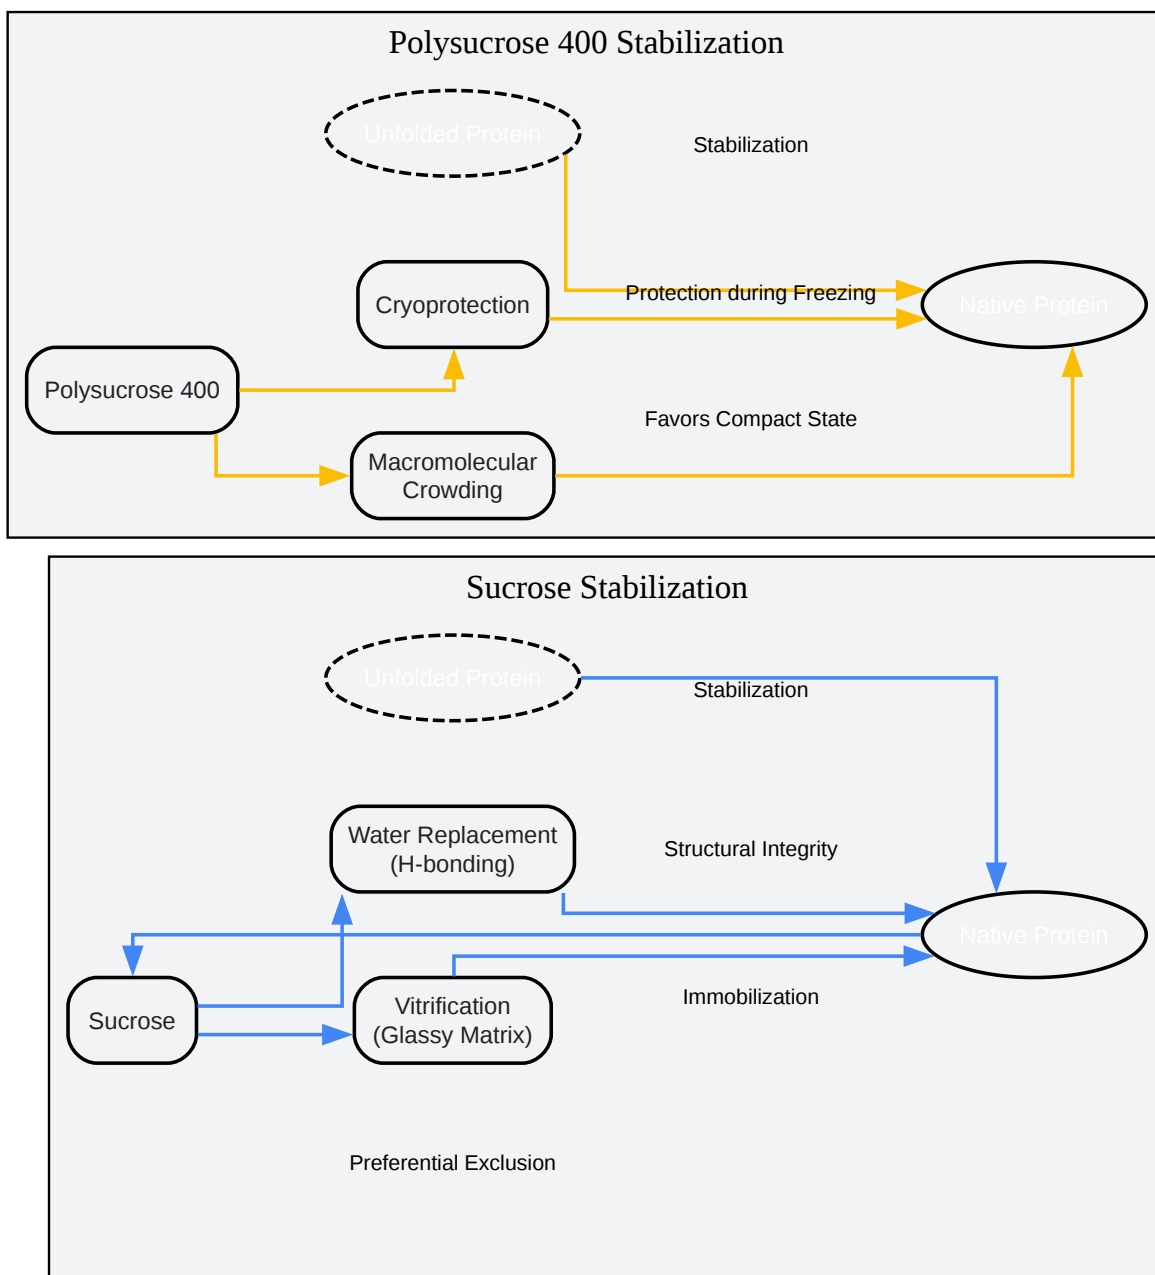 Polysucrose 400 Stabilization
Unfolded Protein
Stabilization
Cryoprotection
Protection during Freezing
Native Protein
Polysucrose 400
Favors Compact State
Macromolecular
Crowding
Sucrose Stabilization
Unfolded Protein
Stabilization
Water Replacement
(H-bonding)
Structural Integrity
Native Protein
Sucrose
Vitrification
(Glassy Matrix)
Immobilization
Preferential Exclusion